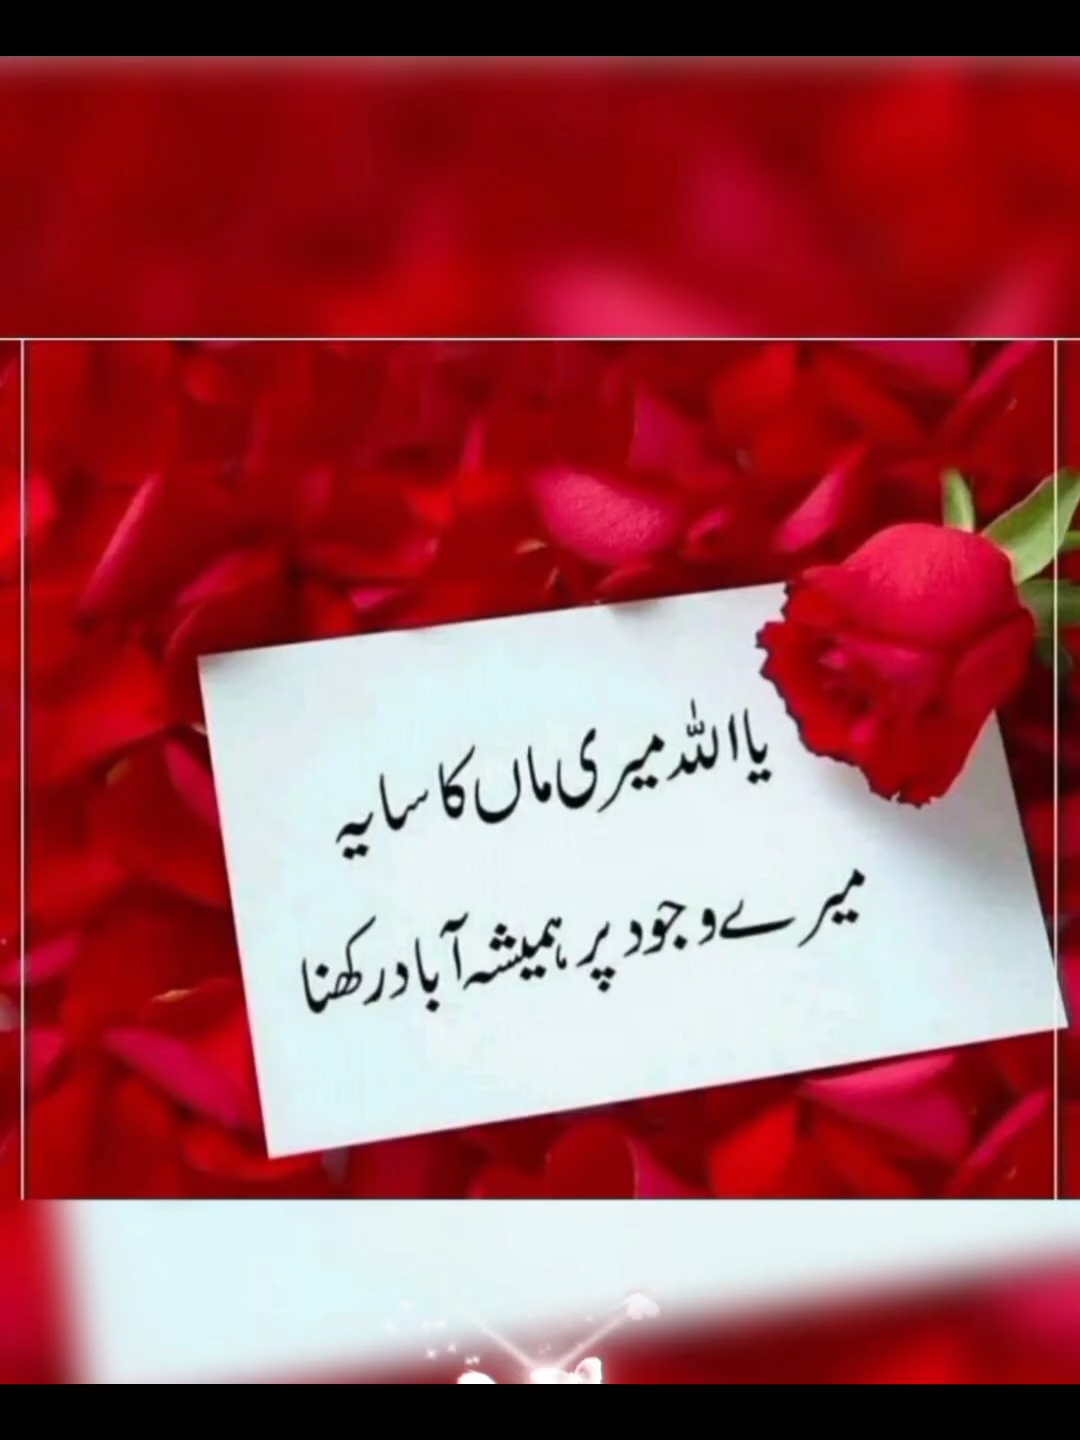 یا اللہ میری ماں کا سایہ
میرے وجود پر ہمیشہ آباد رکھنا